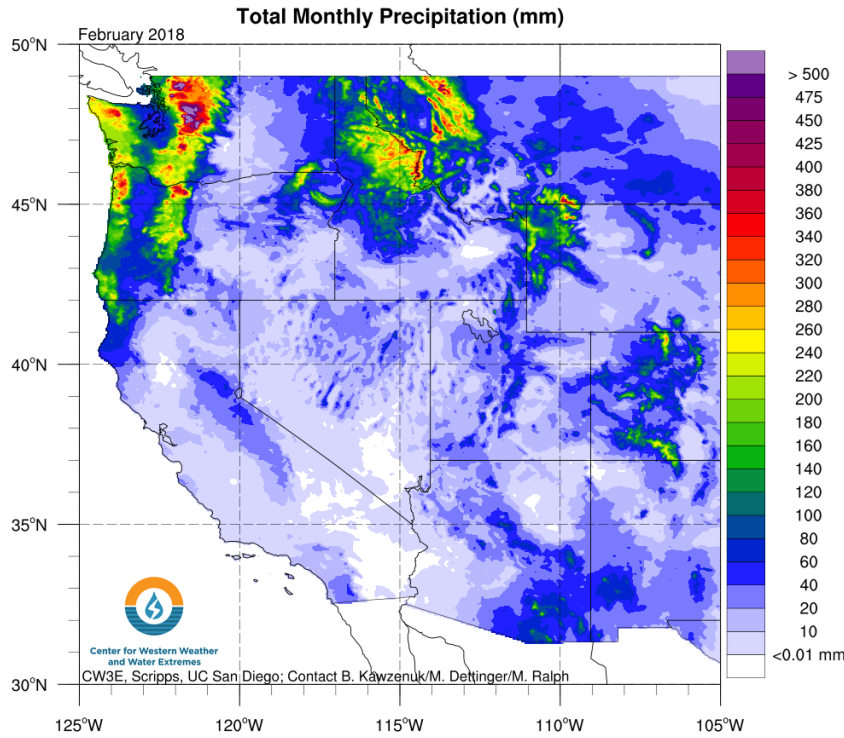 Total Monthly Precipitation (mm)
February 2018
50°N
45°N
40°N
35°N
30°N
125°W
120°W
115°W
110°W
105°W
> 500
475
450
425
400
380
360
340
320
300
280
260
240
220
200
180
160
140
120
100
80
60
40
20
10
<0.01 mm
Center for Western Weather
and Water Extremes
CW3E, Scripps, UC San Diego; Contact B. Kawzenuk/M. Dettinger/M. Ralph